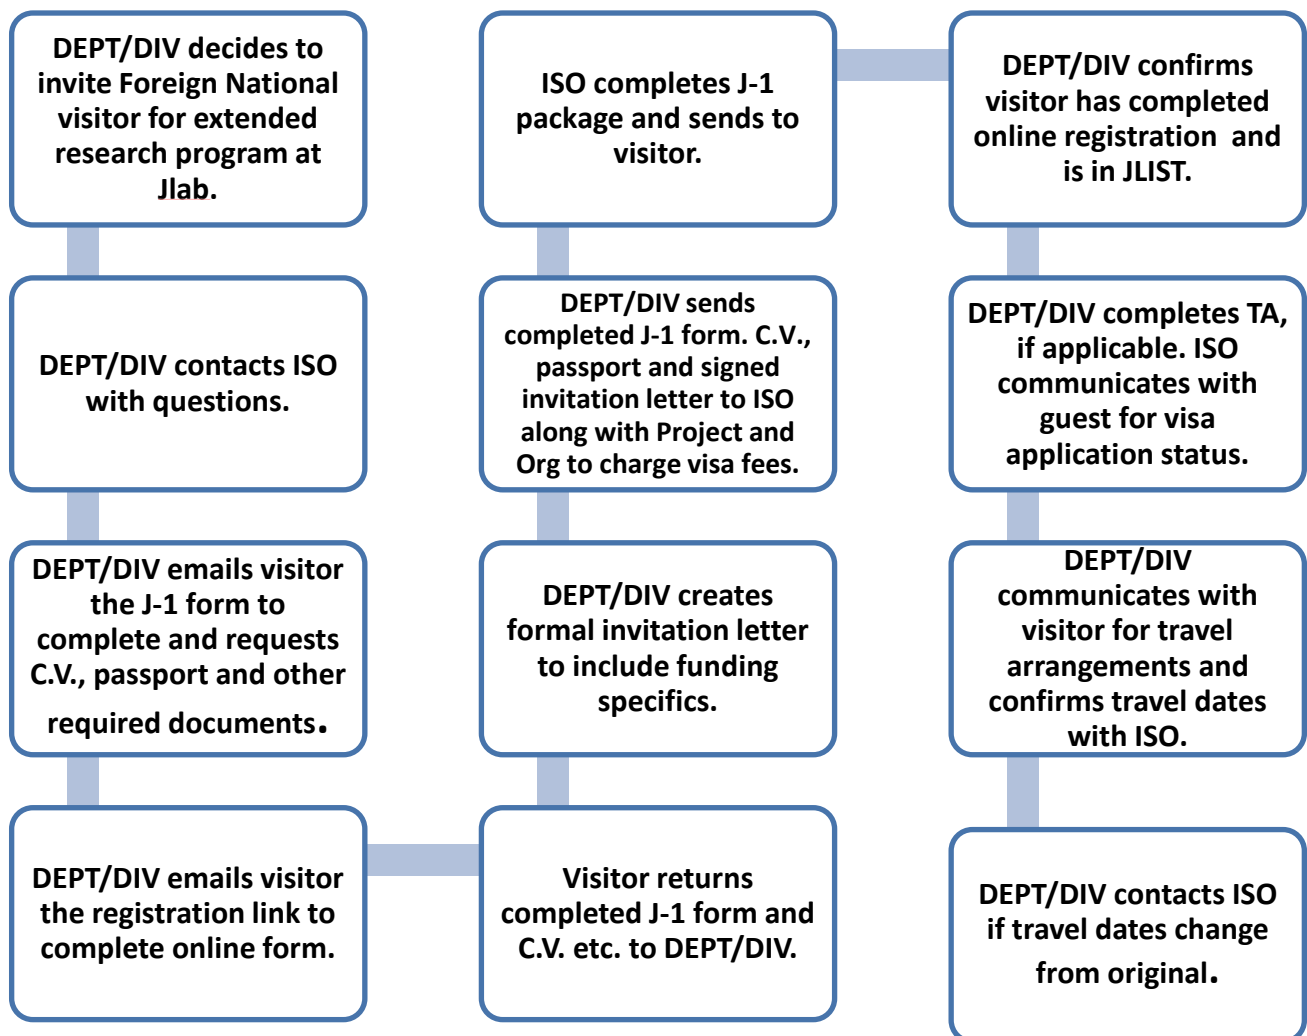 DEPT/DIV decides to
invite Foreign National
visitor for extended
research program at
Jlab.
DEPT/DIV contacts ISO
with questions.
DEPT/DIV emails visitor
the J-1 form to
complete and requests
C.V., passport and other
required documents.
DEPT/DIV emails visitor
the registration link to
complete online form.
Visitor returns
completed J-1 form and
C.V. etc. to DEPT/DIV.
DEPT/DIV creates
formal invitation letter
to include funding
specifics.
DEPT/DIV sends
completed J-1 form. C.V.,
passport and signed
invitation letter to ISO
along with Project and
Org to charge visa fees.
ISO completes J-1
package and sends to
visitor.
DEPT/DIV confirms
visitor has completed
online registration and
is in JLIST.
DEPT/DIV completes TA,
if applicable. ISO
communicates with
guest for visa
application status.
DEPT/DIV
communicates with
visitor for travel
arrangements and
confirms travel dates
with ISO.
DEPT/DIV contacts ISO
if travel dates change
from original.